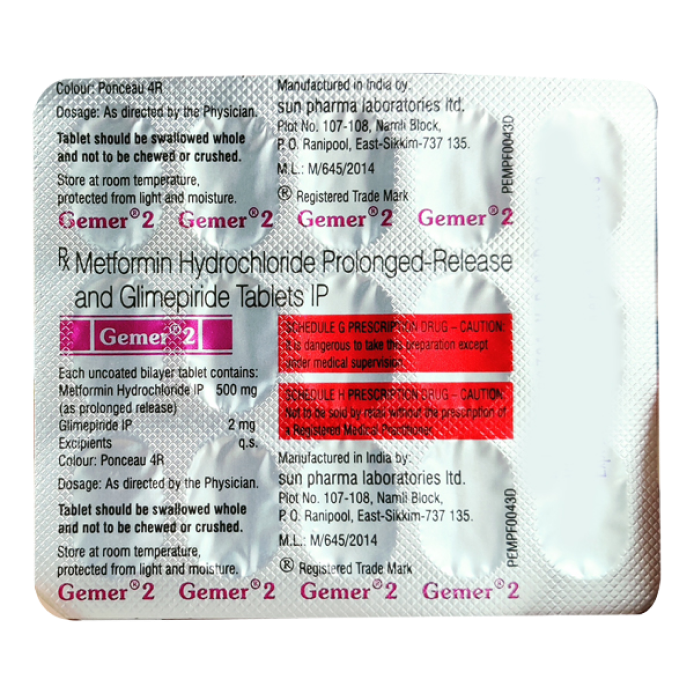 Colour: Ponceau 4R
Dosage: As directed by the Physician.
Tablet should be swallowed whole
and not to be chewed or crushed.
Store at room temperature,
protected from light and moisture.
Manufactured in India by:
sun pharma laboratories ltd.
Plot No. 107-108, Namli Block,
P. O. Ranipool, East-Sikkim-737 135.
M.L.: M/645/2014
® Registered Trade Mark
PEMPF0043D
Gemer®2 Gemer®2 Gemer®2 Gemer®2
Rx Metformin Hydrochloride Prolonged-Release
and Glimepiride Tablets IP
Gemer®2
Each uncoated bilayer tablet contains:
Metformin Hydrochloride IP 500 mg
(as prolonged release)
Glimepiride IP 2 mg
Excipients q.s.
Colour: Ponceau 4R
Dosage: As directed by the Physician.
Tablet should be swallowed whole
and not to be chewed or crushed.
Store at room temperature,
protected from light and moisture.
SCHEDULE G PRESCRIPTION DRUG – CAUTION:
It is dangerous to take this preparation except
under medical supervision
SCHEDULE H PRESCRIPTION DRUG – CAUTION:
Not to be sold by retail without the prescription of
a Registered Medical Practitioner
Manufactured in India by:
sun pharma laboratories ltd.
Plot No. 107-108, Namli Block,
P. O. Ranipool, East-Sikkim-737 135.
M.L.: M/645/2014
® Registered Trade Mark
PEMPF0043D
Gemer®2 Gemer®2 Gemer®2 Gemer®2